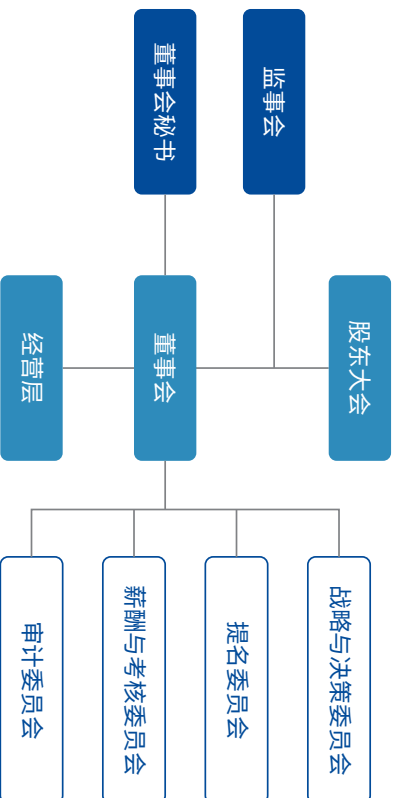 股东大会
监事会
董事会秘书
董事会
经营层
战略与决策委员会
提名委员会
薪酬与考核委员会
审计委员会